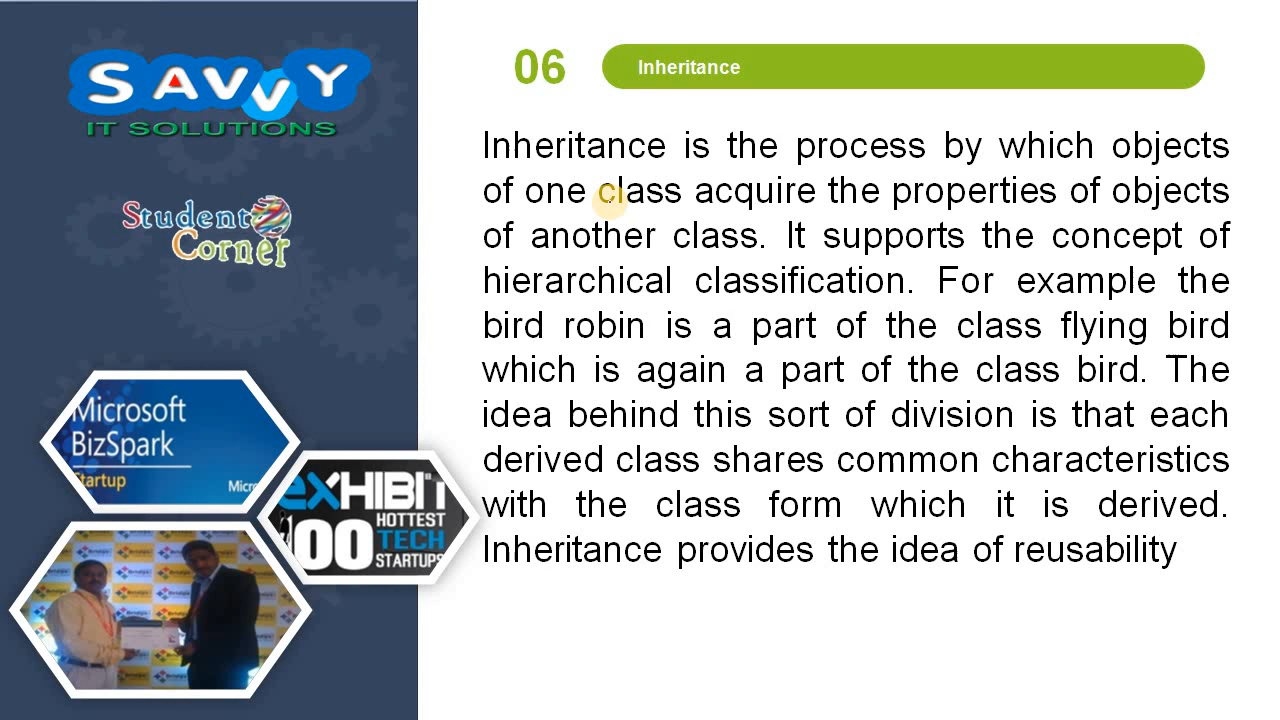 SAVVY
IT SOLUTIONS
Student
Corner
Microsoft
BizSpark
Startup
Micr
EXHIBIT
100
HOTTEST
TECH
STARTUPS
06
Inheritance
Inheritance is the process by which objects
of one class acquire the properties of objects
of another class. It supports the concept of
hierarchical classification. For example the
bird robin is a part of the class flying bird
which is again a part of the class bird. The
idea behind this sort of division is that each
derived class shares common characteristics
with the class form which it is derived.
Inheritance provides the idea of reusability